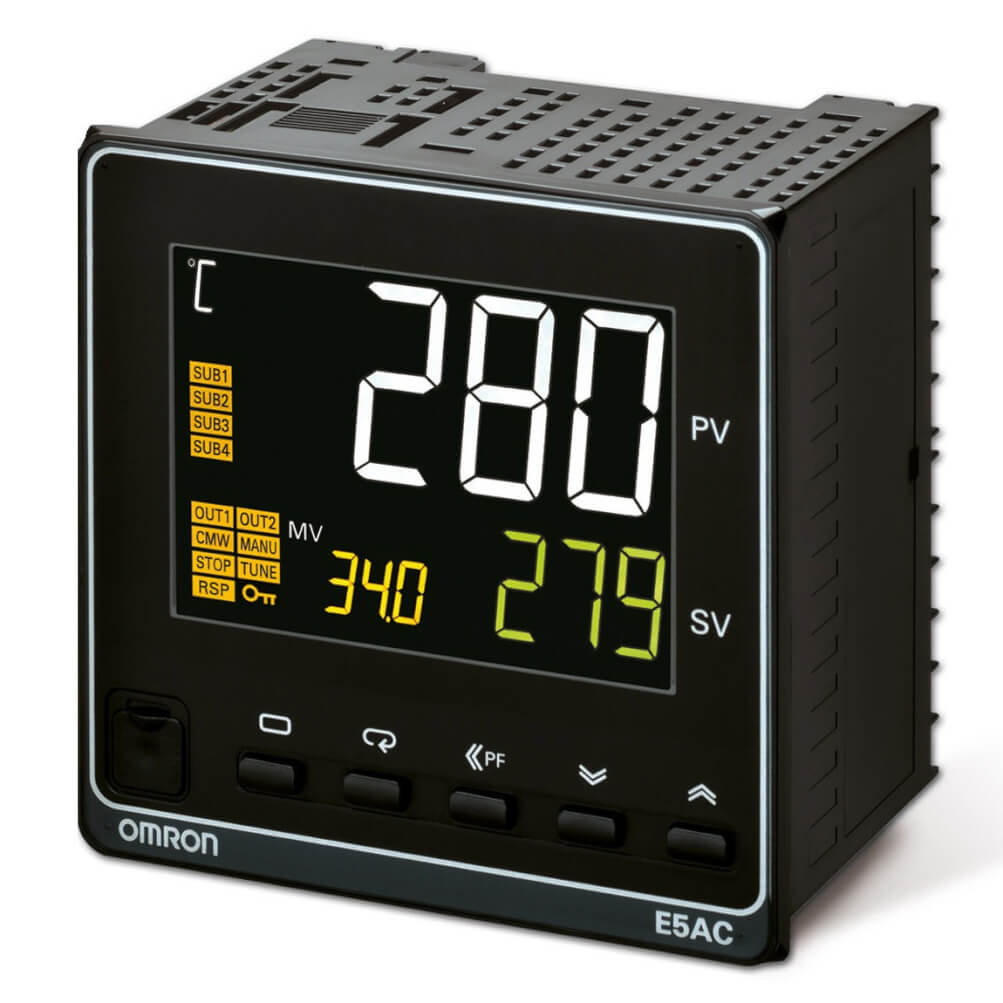 °C
280
PV
SUB1
SUB2
SUB3
SUB4
OUT1 OUT2
CMW MANU
STOP TUNE
RSP
MV
34.0
279
SV
PF
OMRON
E5AC